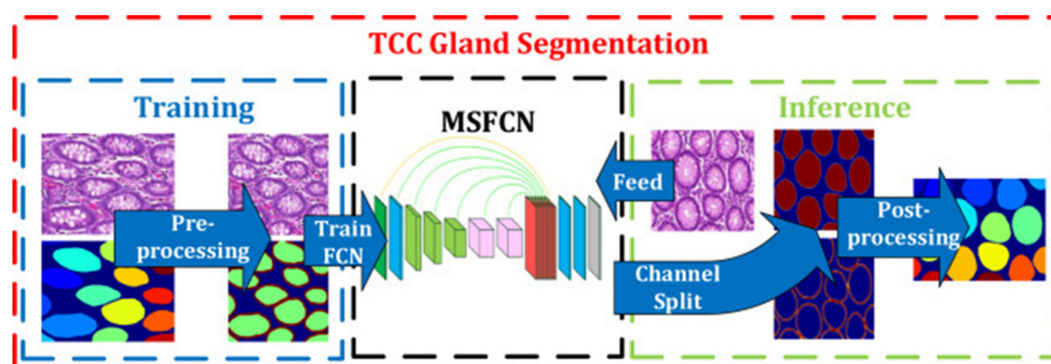 TCC Gland Segmentation
Training
MSFCN
Inference
Pre-
processing
Train
FCN
Feed
Channel
Split
Post-
processing